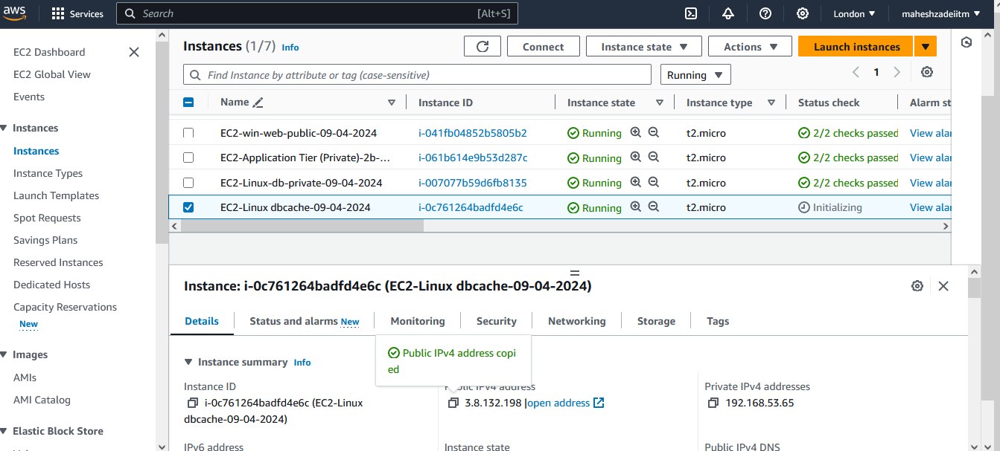 aws
Services
Search
[Alt+S]
London
maheshzadeiitm
EC2 Dashboard
EC2 Global View
Events
Instances
Instances
Instance Types
Launch Templates
Spot Requests
Savings Plans
Reserved Instances
Dedicated Hosts
Capacity Reservations
New
Images
AMIs
AMI Catalog
Elastic Block Store
Instances (1/7) Info
Connect
Instance state
Actions
Launch instances
Find Instance by attribute or tag (case-sensitive)
Running
1
Name Instance ID Instance state Instance type Status check Alarm st
EC2-win-web-public-09-04-2024 i-041fb04852b5805b2 Running t2.micro 2/2 checks passed View alar
EC2-Application Tier (Private)-2b-... i-061b614e9b53d287c Running t2.micro 2/2 checks passed View alar
EC2-Linux-db-private-09-04-2024 i-007077b59d6fb8135 Running t2.micro 2/2 checks passed View alar
EC2-Linux dbcache-09-04-2024 i-0c761264badfd4e6c Running t2.micro Initializing View alar
Instance: i-0c761264badfd4e6c (EC2-Linux dbcache-09-04-2024)
Details Status and alarms New Monitoring Security Networking Storage Tags
Public IPv4 address copi
ed
Instance summary Info
Instance ID
i-0c761264badfd4e6c (EC2-Linux
dbcache-09-04-2024)
IPv6 address
Public IPv4 address
3.8.132.198 |open address
Instance state
Private IPv4 addresses
192.168.53.65
Public IPv4 DNS